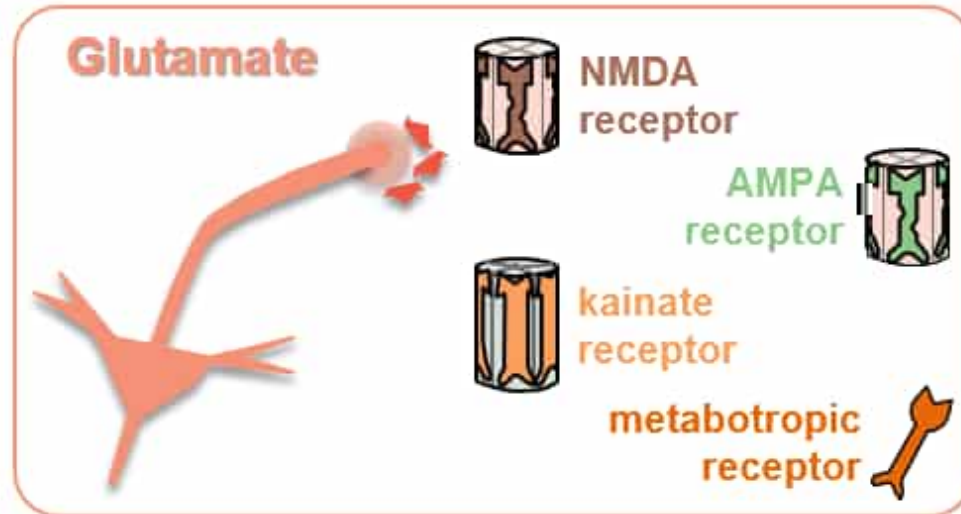 Glutamate
NMDA
receptor
AMPA
receptor
kainate
receptor
metabotropic
receptor